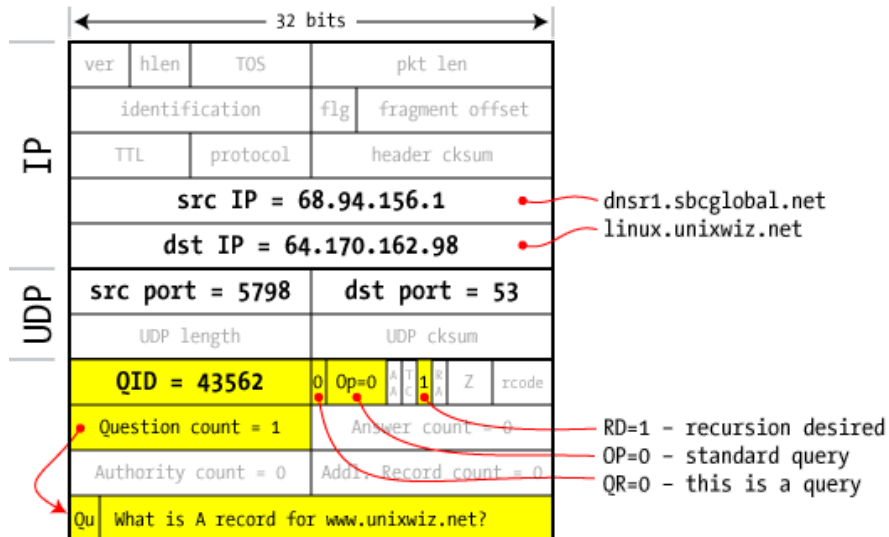 32 bits
ver hlen TOS pkt len
identification flg fragment offset
TTL protocol header cksum
IP
src IP = 68.94.156.1 dnsr1.sbcglobal.net
dst IP = 64.170.162.98 linux.unixwiz.net
UDP
src port = 5798 dst port = 53
UDP length UDP cksum
QID = 43562 0 Op=0 AA TC 1 RA Z rcode
Question count = 1 Answer count = 0 RD=1 – recursion desired
OP=0 – standard query
Authority count = 0 Addl. Record count = 0 QR=0 – this is a query
Qu What is A record for www.unixwiz.net?